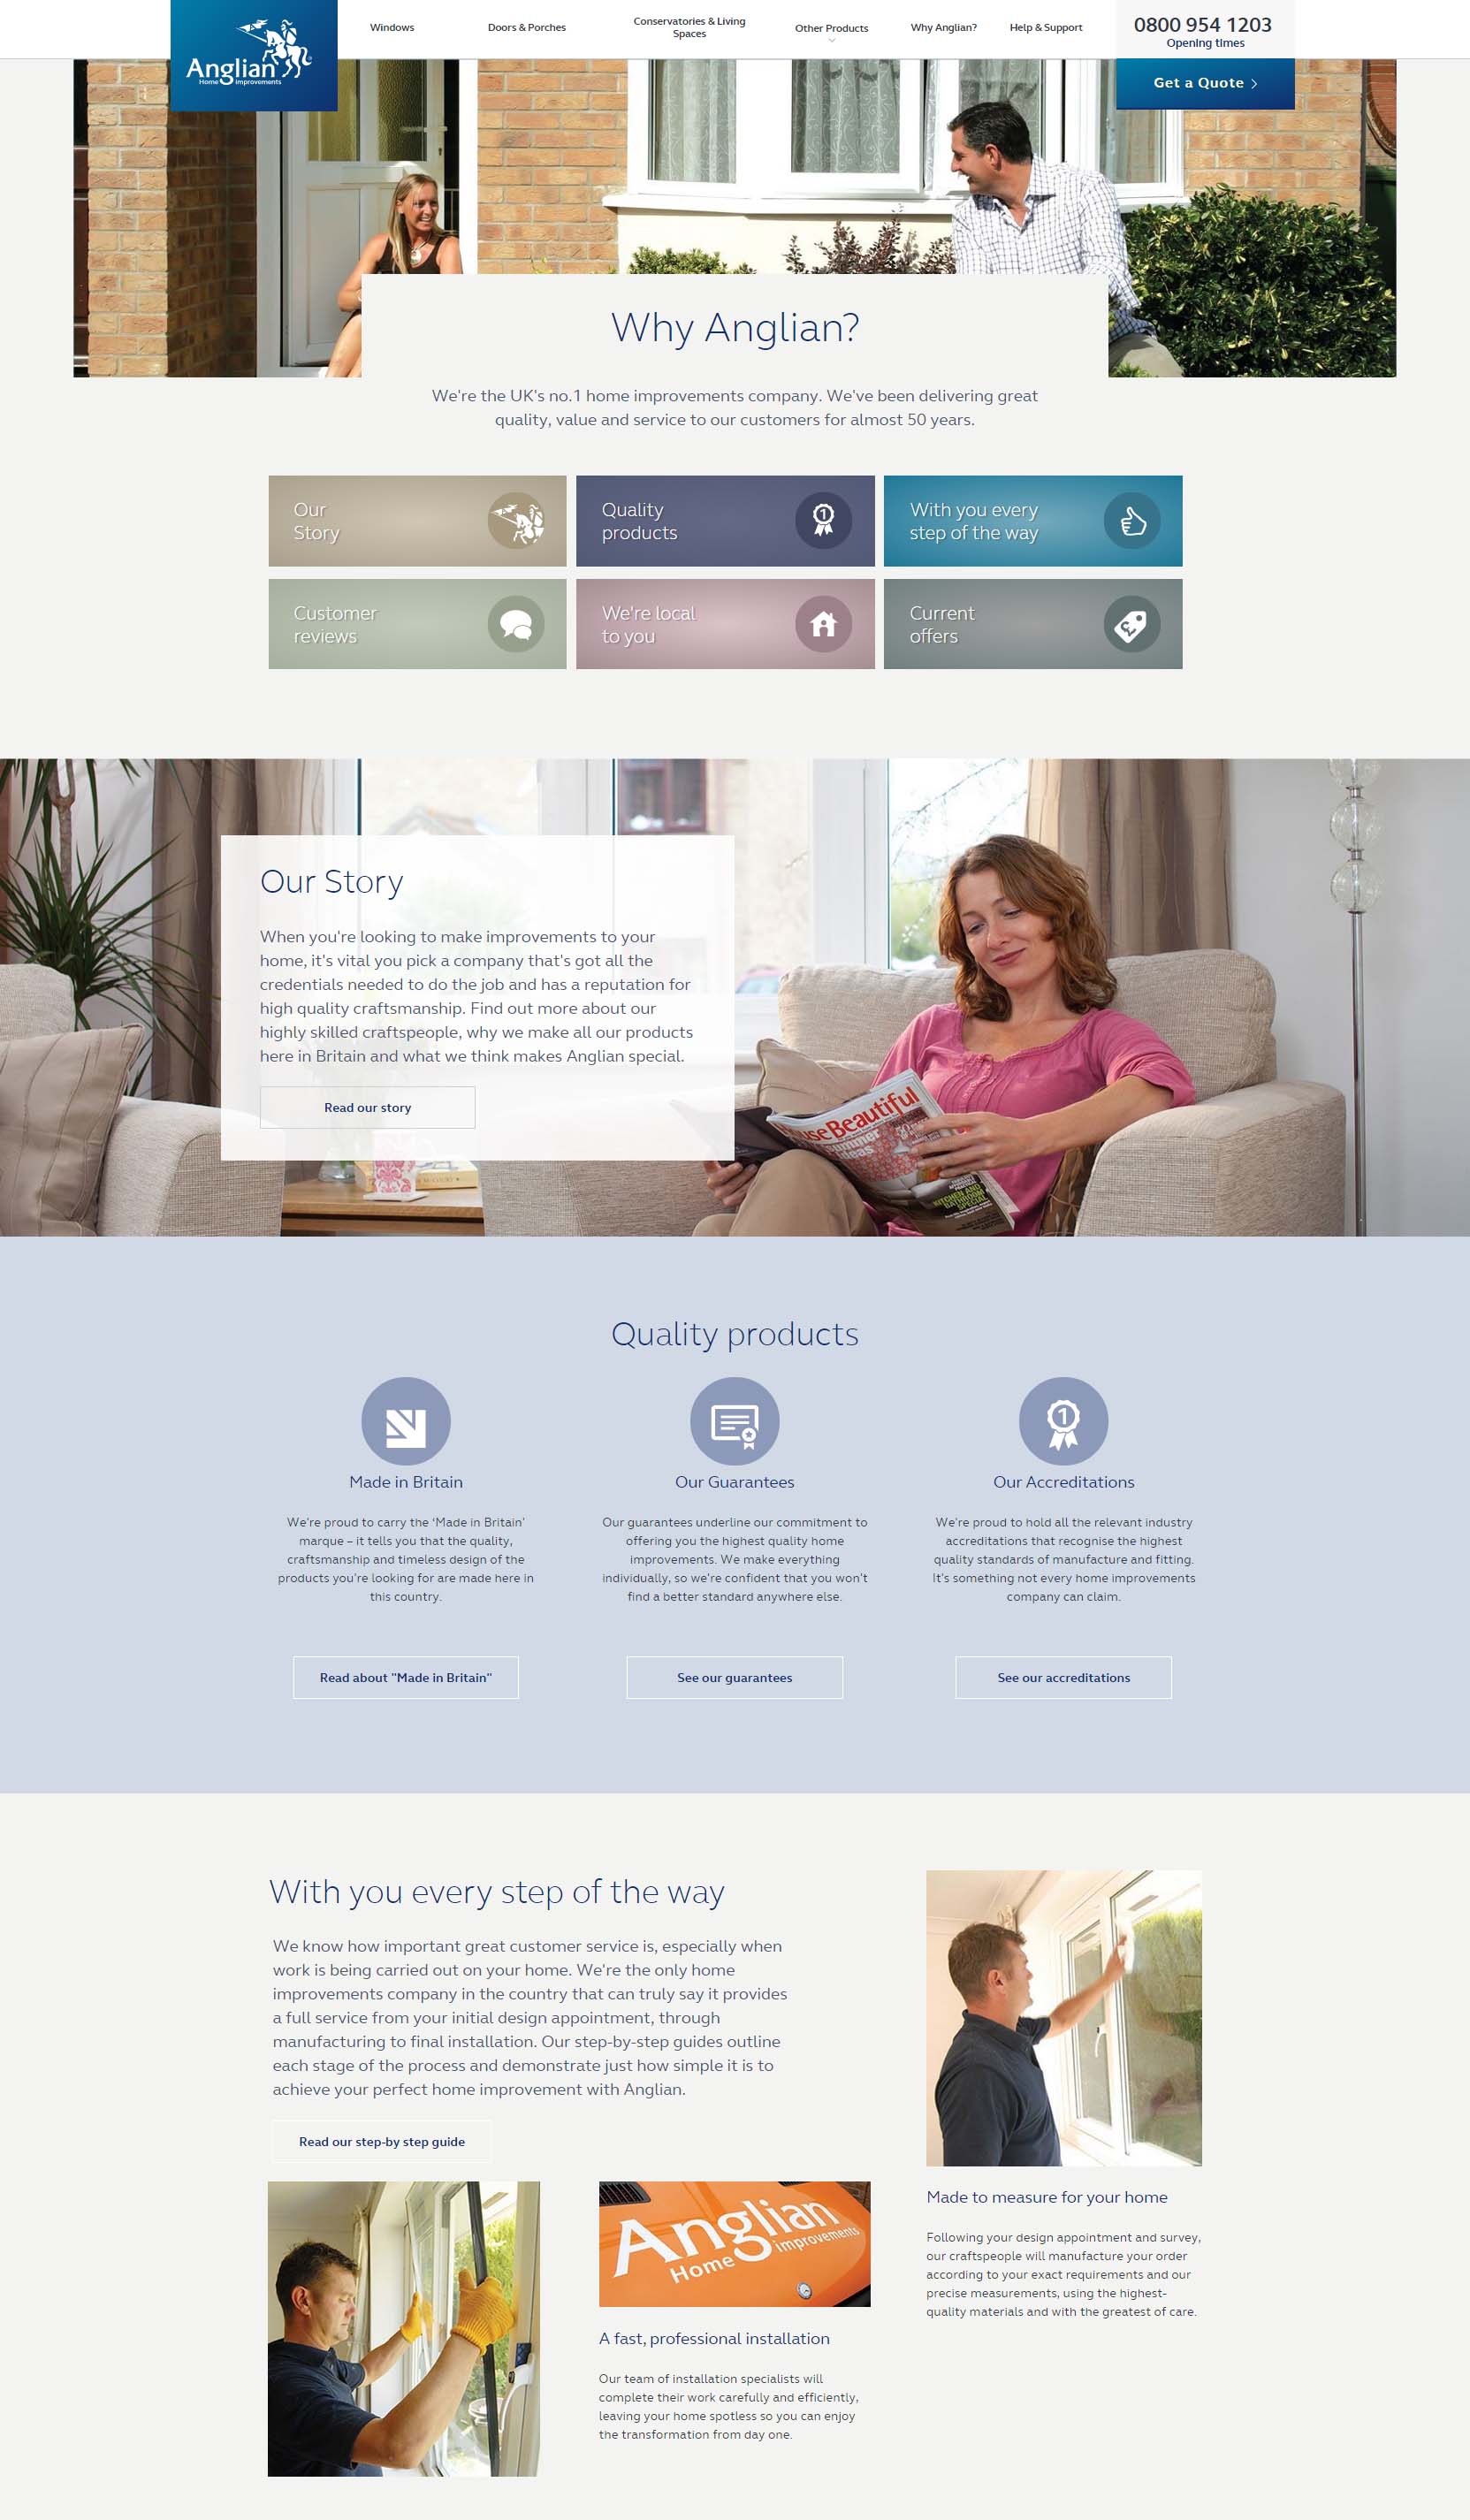 Anglian
Home Improvements
Windows
Doors & Porches
Conservatories & Living
Spaces
Other Products
Why Anglian?
Help & Support
0800 954 1203
Opening times
Get a Quote
Why Anglian?
We're the UK's no.1 home improvements company. We've been delivering great
quality, value and service to our customers for almost 50 years.
Our
Story
Quality
products
1
With you every
step of the way
Customer
reviews
We're local
to you
Current
offers
£
Our Story
When you're looking to make improvements to your
home, it's vital you pick a company that's got all the
credentials needed to do the job and has a reputation for
high quality craftsmanship. Find out more about our
highly skilled craftspeople, why we make all our products
here in Britain and what we think makes Anglian special.
Read our story
se Beautiful
Summer
ideas
KITCHEN AND
BATHROOM
SPECIAL
Quality products
1
Made in Britain
Our Guarantees
Our Accreditations
We're proud to carry the 'Made in Britain'
marque – it tells you that the quality,
craftsmanship and timeless design of the
products you're looking for are made here in
this country.
Our guarantees underline our commitment to
offering you the highest quality home
improvements. We make everything
individually, so we're confident that you won't
find a better standard anywhere else.
We're proud to hold all the relevant industry
accreditations that recognise the highest
quality standards of manufacture and fitting.
It's something not every home improvements
company can claim.
Read about "Made in Britain"
See our guarantees
See our accreditations
With you every step of the way
We know how important great customer service is, especially when
work is being carried out on your home. We're the only home
improvements company in the country that can truly say it provides
a full service from your initial design appointment, through
manufacturing to final installation. Our step-by-step guides outline
each stage of the process and demonstrate just how simple it is to
achieve your perfect home improvement with Anglian.
Read our step-by step guide
Made to measure for your home
Following your design appointment and survey,
our craftspeople will manufacture your order
according to your exact requirements and our
precise measurements, using the highest-
quality materials and with the greatest of care.
Anglian
Home improvements
A fast, professional installation
Our team of installation specialists will
complete their work carefully and efficiently,
leaving your home spotless so you can enjoy
the transformation from day one.